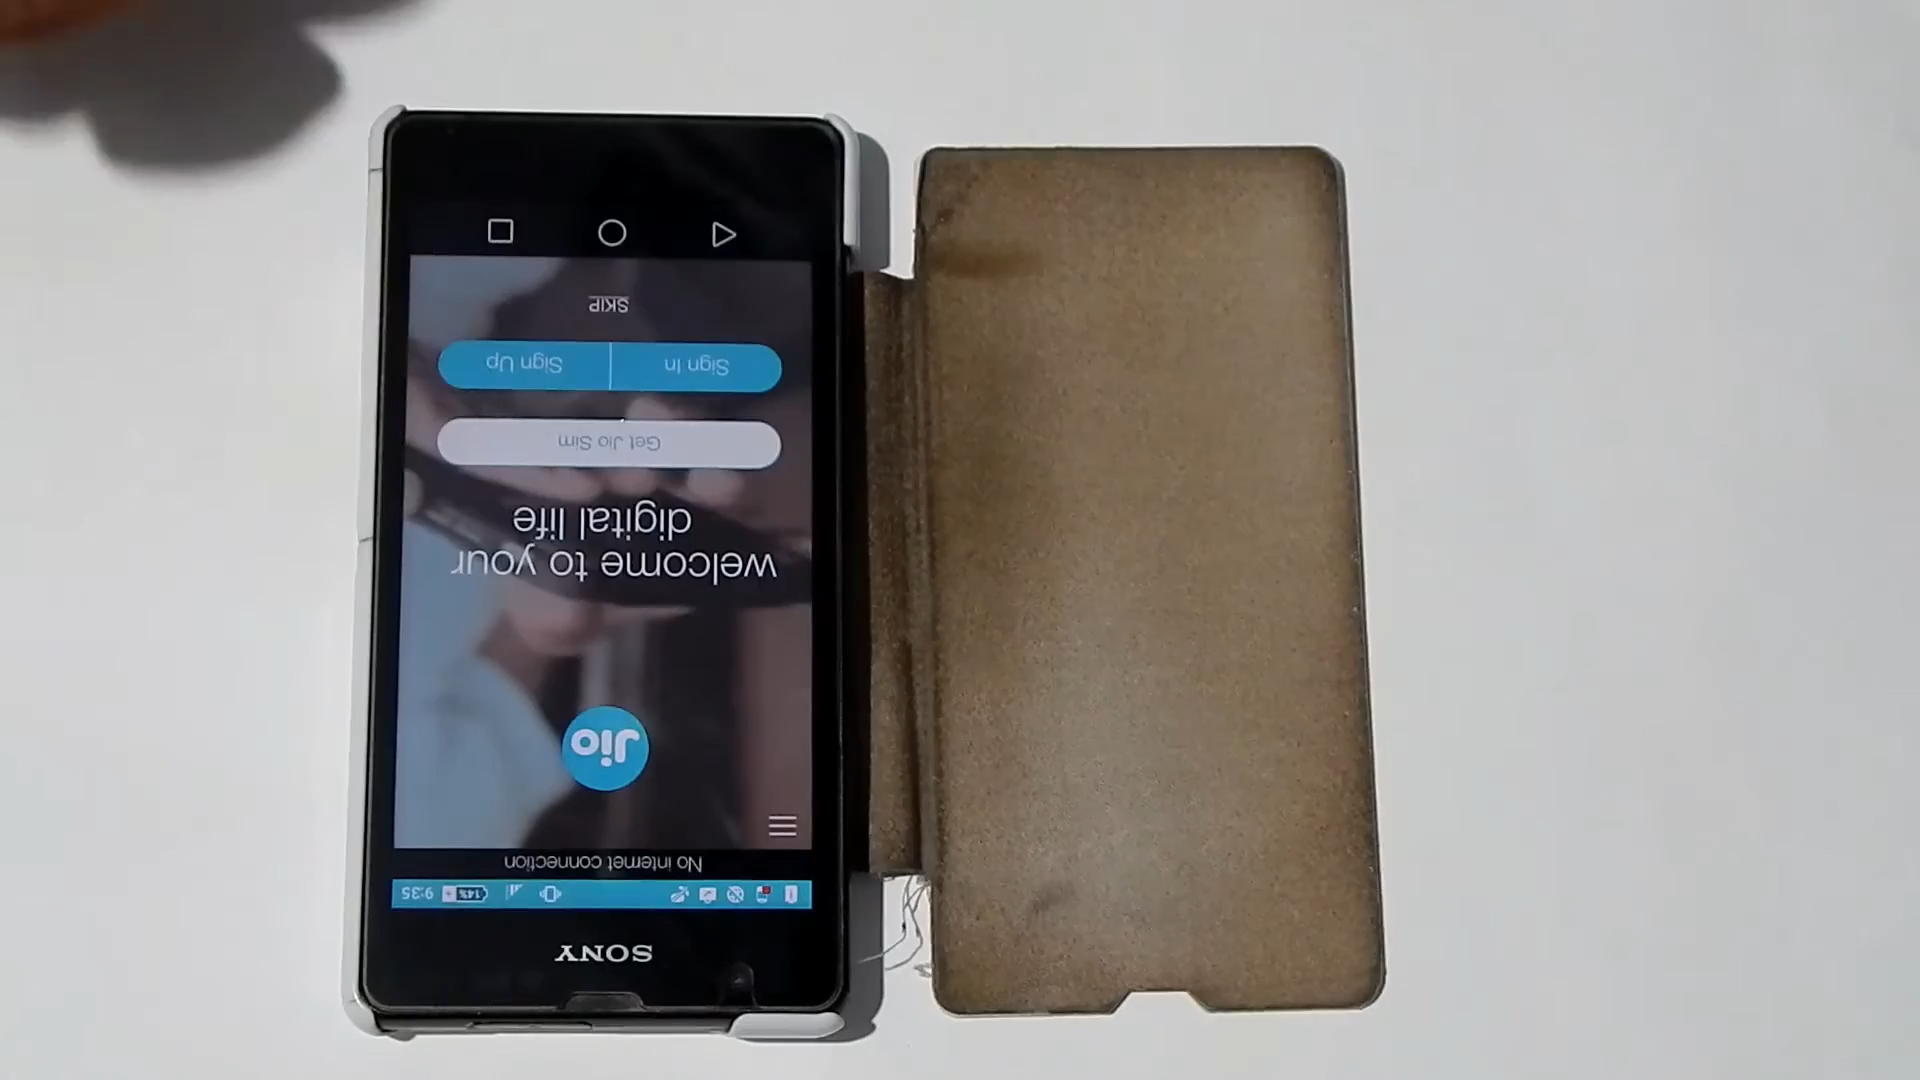 SONY
9:35 14%
No internet connection
Jio
welcome to your
digital life
Get Jio Sim
Sign In Sign Up
SKIP